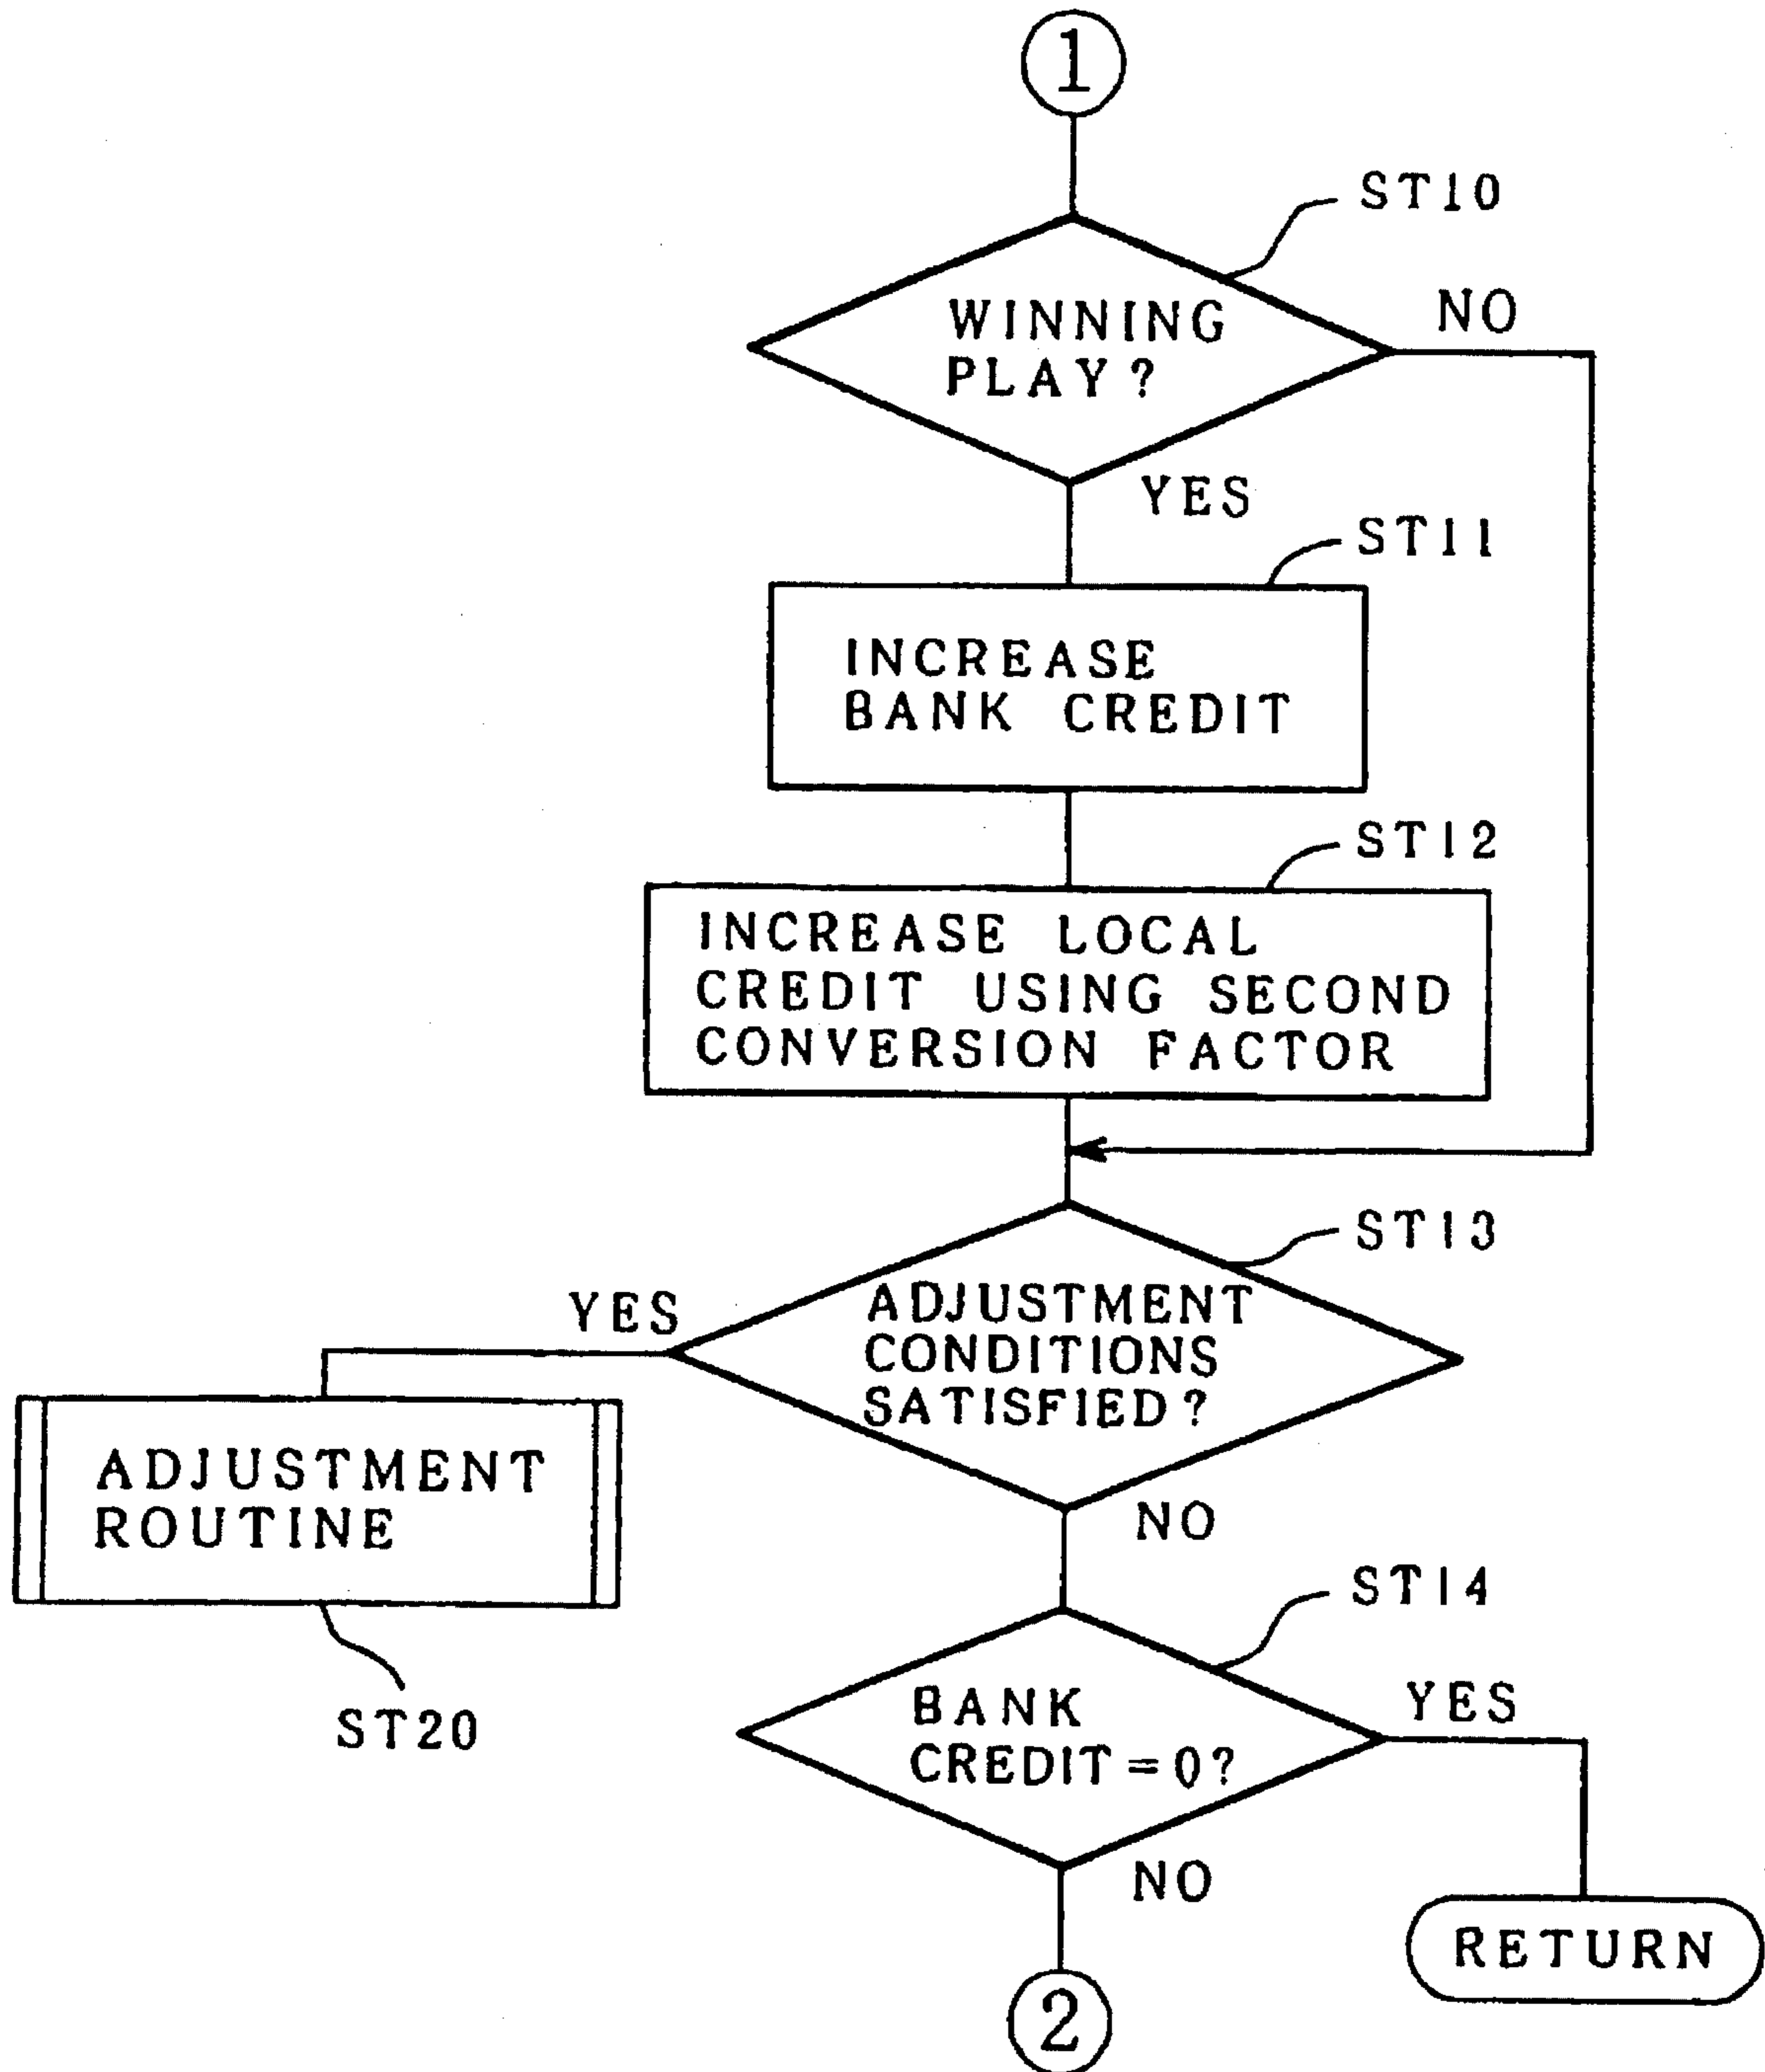 1
ST10
WINNING
PLAY?
NO
YES
ST11
INCREASE
BANK CREDIT
ST12
INCREASE LOCAL
CREDIT USING SECOND
CONVERSION FACTOR
ST13
YES
ADJUSTMENT
CONDITIONS
SATISFIED?
ADJUSTMENT
ROUTINE
NO
ST14
ST20
BANK
CREDIT=0?
YES
NO
RETURN
2